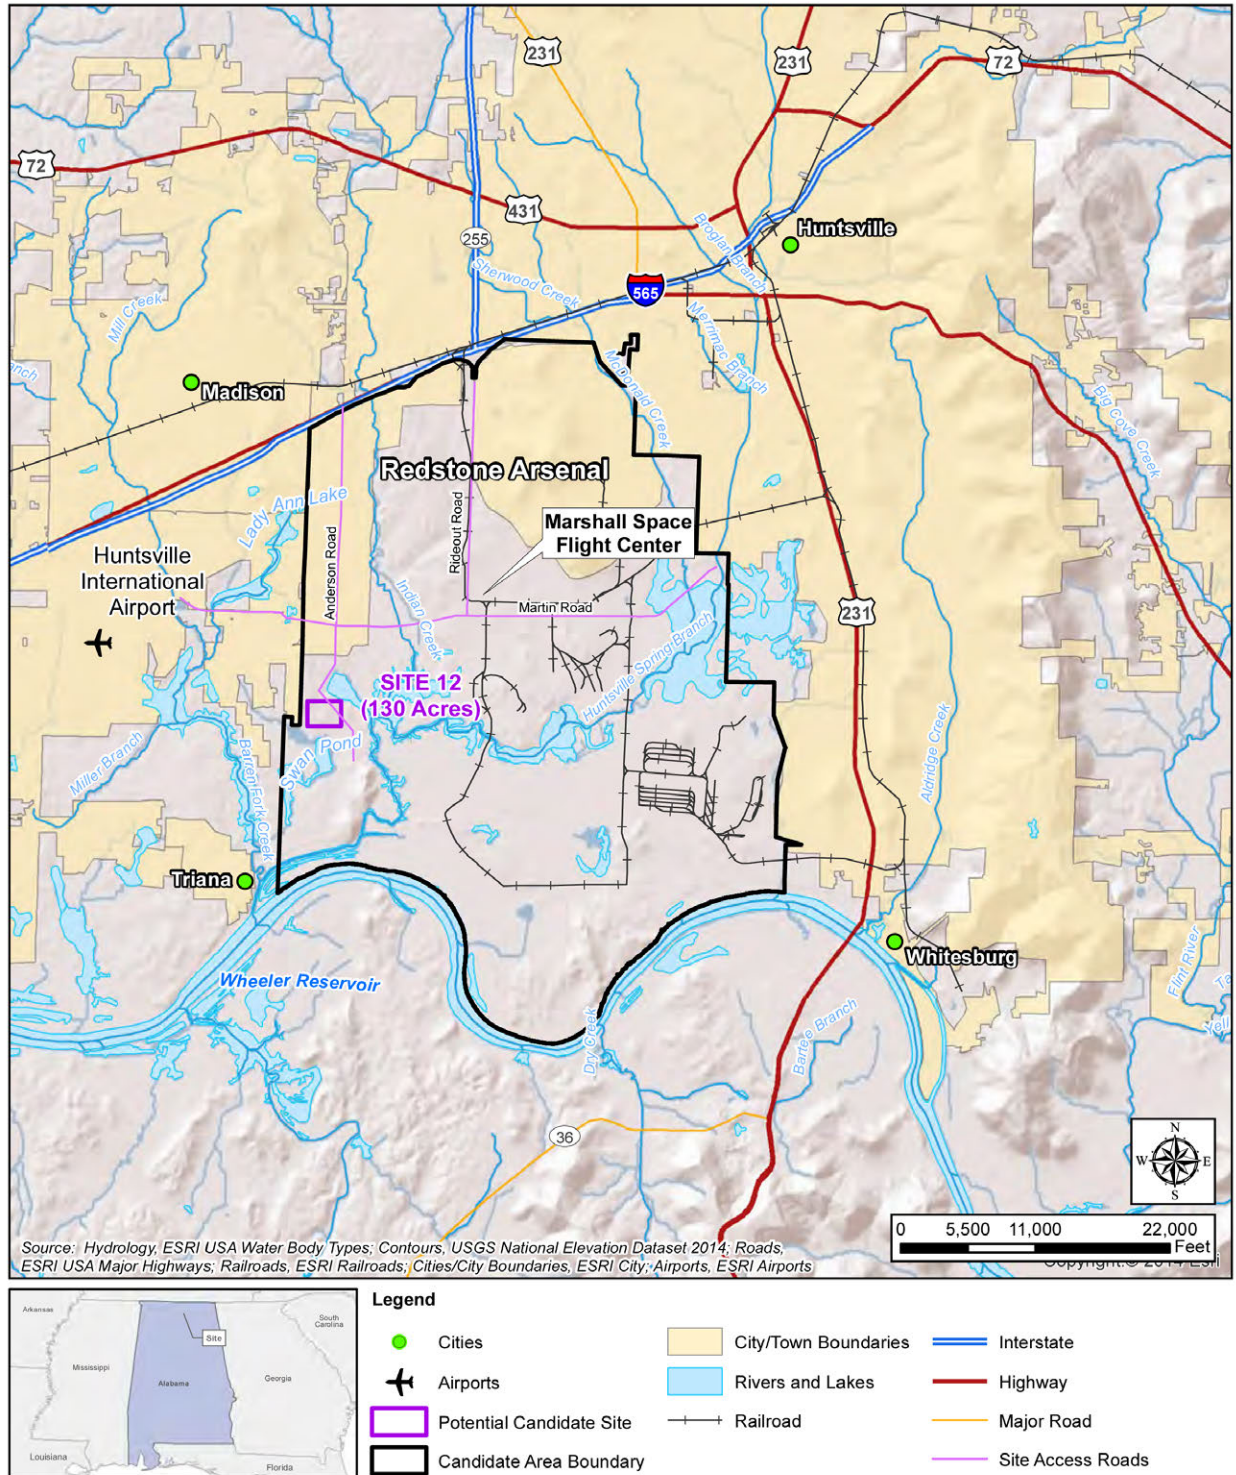 231
231
72
72
431
255
Huntsville
Broglan Branch
Sherwood Creek
565
Mill Creek
Merrimac Branch
McDonald Creek
Madison
Big Cove Creek
Redstone Arsenal
Lady Ann Lake
Rideout Road
Marshall Space
Flight Center
Anderson Road
Huntsville
International
Airport
Indian Creek
Martin Road
231
Huntsville Spring Branch
SITE 12
(130 Acres)
Swan Pond
Miller Branch
Barren Fork Creek
Aldridge Creek
Triana
Whitesburg
Flint River
Wheeler Reservoir
Dry Creek
Bartee Branch
36
N
W
E
S
0 5,500 11,000 22,000
Feet
Source: Hydrology, ESRI USA Water Body Types; Contours, USGS National Elevation Dataset 2014; Roads,
ESRI USA Major Highways; Railroads, ESRI Railroads; Cities/City Boundaries, ESRI City; Airports, ESRI Airports
Copyright:© 2014 Esri
Arkansas
South
Carolina
Site
Mississippi
Alabama
Georgia
Louisiana
Florida
Legend
Cities
Airports
Potential Candidate Site
Candidate Area Boundary
City/Town Boundaries
Rivers and Lakes
Railroad
Interstate
Highway
Major Road
Site Access Roads